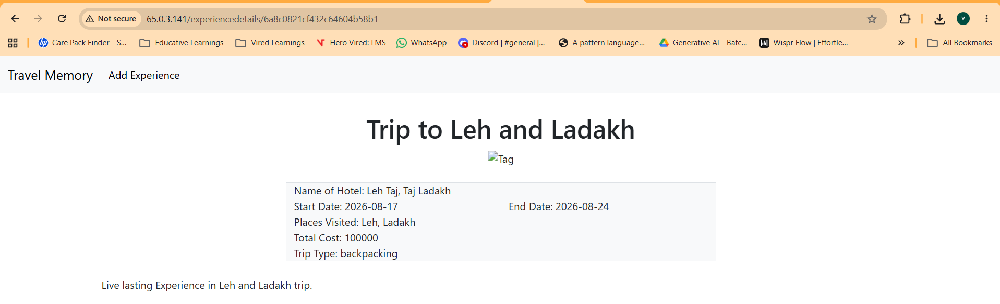 Not secure 65.0.3.141/experiencedetails/6a8c0821cf432c64604b58b1 V
Care Pack Finder - S... Educative Learnings Vired Learnings Hero Vired: LMS WhatsApp Discord | #general |... A pattern language... Generative AI - Batc... Wispr Flow | Effortle... » All Bookmarks
Travel Memory Add Experience
Trip to Leh and Ladakh
Tag
Name of Hotel: Leh Taj, Taj Ladakh
Start Date: 2026-08-17 End Date: 2026-08-24
Places Visited: Leh, Ladakh
Total Cost: 100000
Trip Type: backpacking
Live lasting Experience in Leh and Ladakh trip.